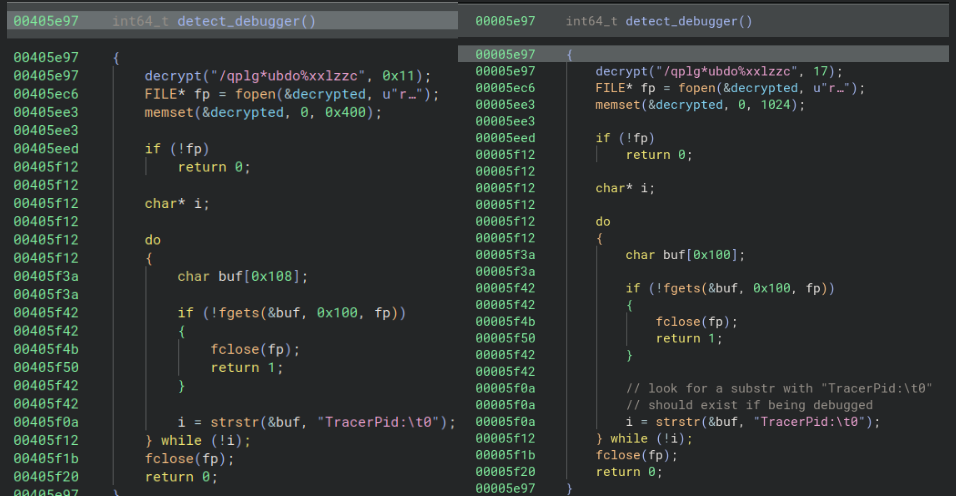 00405e97 int64_t detect_debugger()
00405e97 {
00405e97 decrypt("/qplg*ubdo%xxlzzc", 0x11);
00405ec6 FILE* fp = fopen(&decrypted, u"r…");
00405ee3 memset(&decrypted, 0, 0x400);
00405ee3
00405eed if (!fp)
00405f12 return 0;
00405f12
00405f12 char* i;
00405f12
00405f12 do
00405f12 {
00405f3a char buf[0x108];
00405f3a
00405f42 if (!fgets(&buf, 0x100, fp))
00405f42 {
00405f4b fclose(fp);
00405f50 return 1;
00405f42 }
00405f42
00405f0a i = strstr(&buf, "TracerPid:\t0");
00405f12 } while (!i);
00405f1b fclose(fp);
00405f20 return 0;
00405e97 }
00005e97 int64_t detect_debugger()
00005e97 {
00005e97 decrypt("/qplg*ubdo%xxlzzc", 17);
00005ec6 FILE* fp = fopen(&decrypted, u"r…");
00005ee3 memset(&decrypted, 0, 1024);
00005ee3
00005eed if (!fp)
00005f12 return 0;
00005f12
00005f12 char* i;
00005f12
00005f12 do
00005f12 {
00005f3a char buf[0x100];
00005f3a
00005f42 if (!fgets(&buf, 0x100, fp))
00005f42 {
00005f4b fclose(fp);
00005f50 return 1;
00005f42 }
00005f42
00005f0a // look for a substr with "TracerPid:\t0"
00005f0a // should exist if being debugged
00005f0a i = strstr(&buf, "TracerPid:\t0");
00005f12 } while (!i);
00005f1b fclose(fp);
00005f20 return 0;
00005e97 }